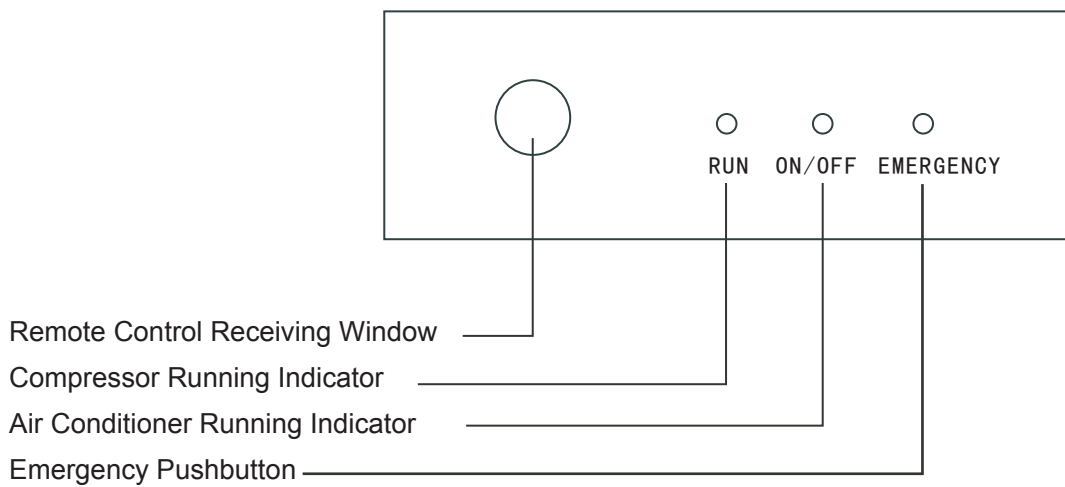 RUN ON/OFF EMERGENCY
Remote Control Receiving Window
Compressor Running Indicator
Air Conditioner Running Indicator
Emergency Pushbutton